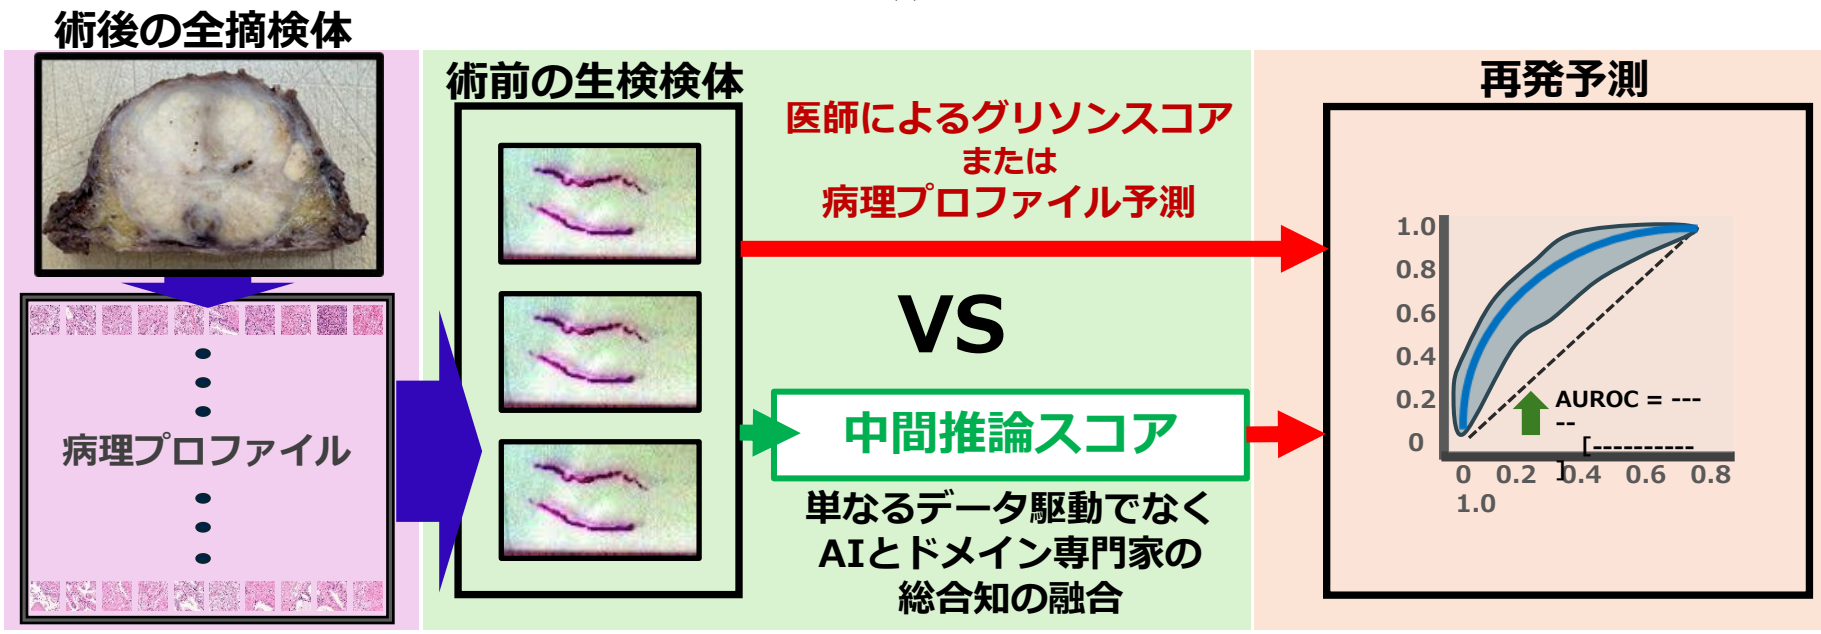 術後の全摘検体
病理プロファイル
術前の生検検体
医師によるグリソンスコア
または
病理プロファイル予測
VS
中間推論スコア
単なるデータ駆動でなく
AIとドメイン専門家の
総合知の融合
再発予測
1.0
0.8
0.6
0.4
0.2
0
AUROC = ---
--
[----------
]
0 0.2 0.4 0.6 0.8
1.0